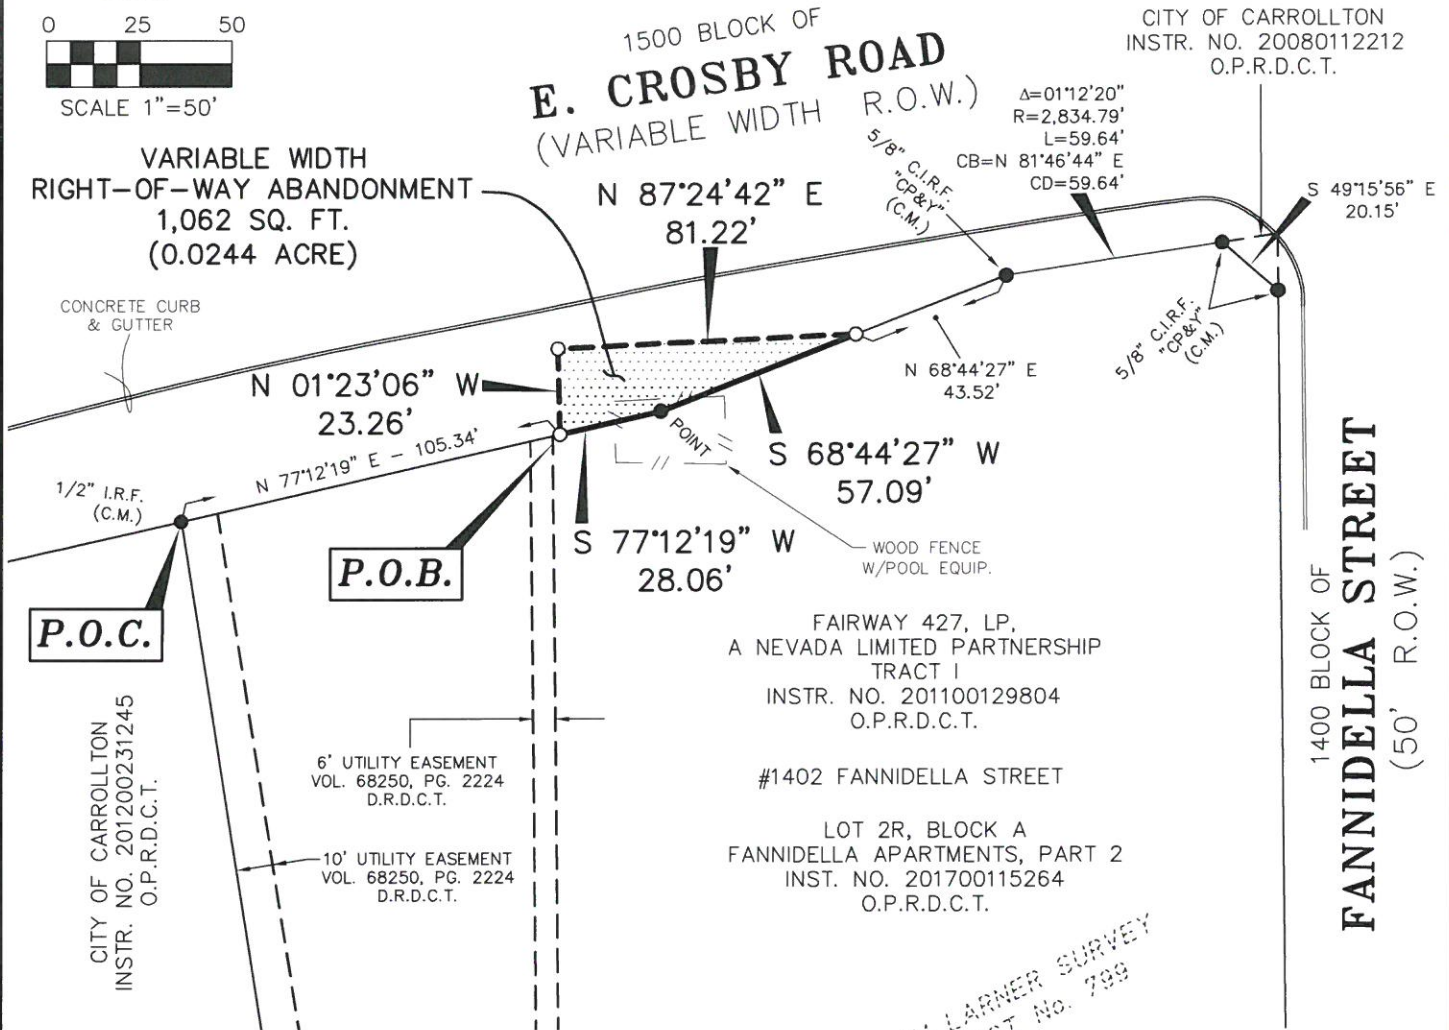 0 25 50
SCALE 1"=50'
1500 BLOCK OF
E. CROSBY ROAD
(VARIABLE WIDTH R.O.W.)
CITY OF CARROLLTON
INSTR. NO. 20080112212
O.P.R.D.C.T.
Δ=01°12'20"
R=2,834.79'
L=59.64'
CB=N 81°46'44" E
CD=59.64'
5/8" C.I.R.F.
"CP&Y"
(C.M.)
S 49°15'56" E
20.15'
VARIABLE WIDTH
RIGHT-OF-WAY ABANDONMENT
1,062 SQ. FT.
(0.0244 ACRE)
N 87°24'42" E
81.22'
CONCRETE CURB
& GUTTER
5/8" C.I.R.F.
"CP&Y"
(C.M.)
N 01°23'06" W
23.26'
N 68°44'27" E
43.52'
N 77°12'19" E - 105.34'
POINT
S 68°44'27" W
57.09'
1/2" I.R.F.
(C.M.)
P.O.C.
P.O.B.
S 77°12'19" W
28.06'
WOOD FENCE
W/POOL EQUIP.
FAIRWAY 427, LP,
A NEVADA LIMITED PARTNERSHIP
TRACT I
INSTR. NO. 201100129804
O.P.R.D.C.T.
#1402 FANNIDELLA STREET
LOT 2R, BLOCK A
FANNIDELLA APARTMENTS, PART 2
INST. NO. 201700115264
O.P.R.D.C.T.
6' UTILITY EASEMENT
VOL. 68250, PG. 2224
D.R.D.C.T.
10' UTILITY EASEMENT
VOL. 68250, PG. 2224
D.R.D.C.T.
CITY OF CARROLLTON
INSTR. NO. 201200231245
O.P.R.D.C.T.
1400 BLOCK OF
FANNIDELLA STREET
(50' R.O.W.)
LARNER SURVEY
No. 799